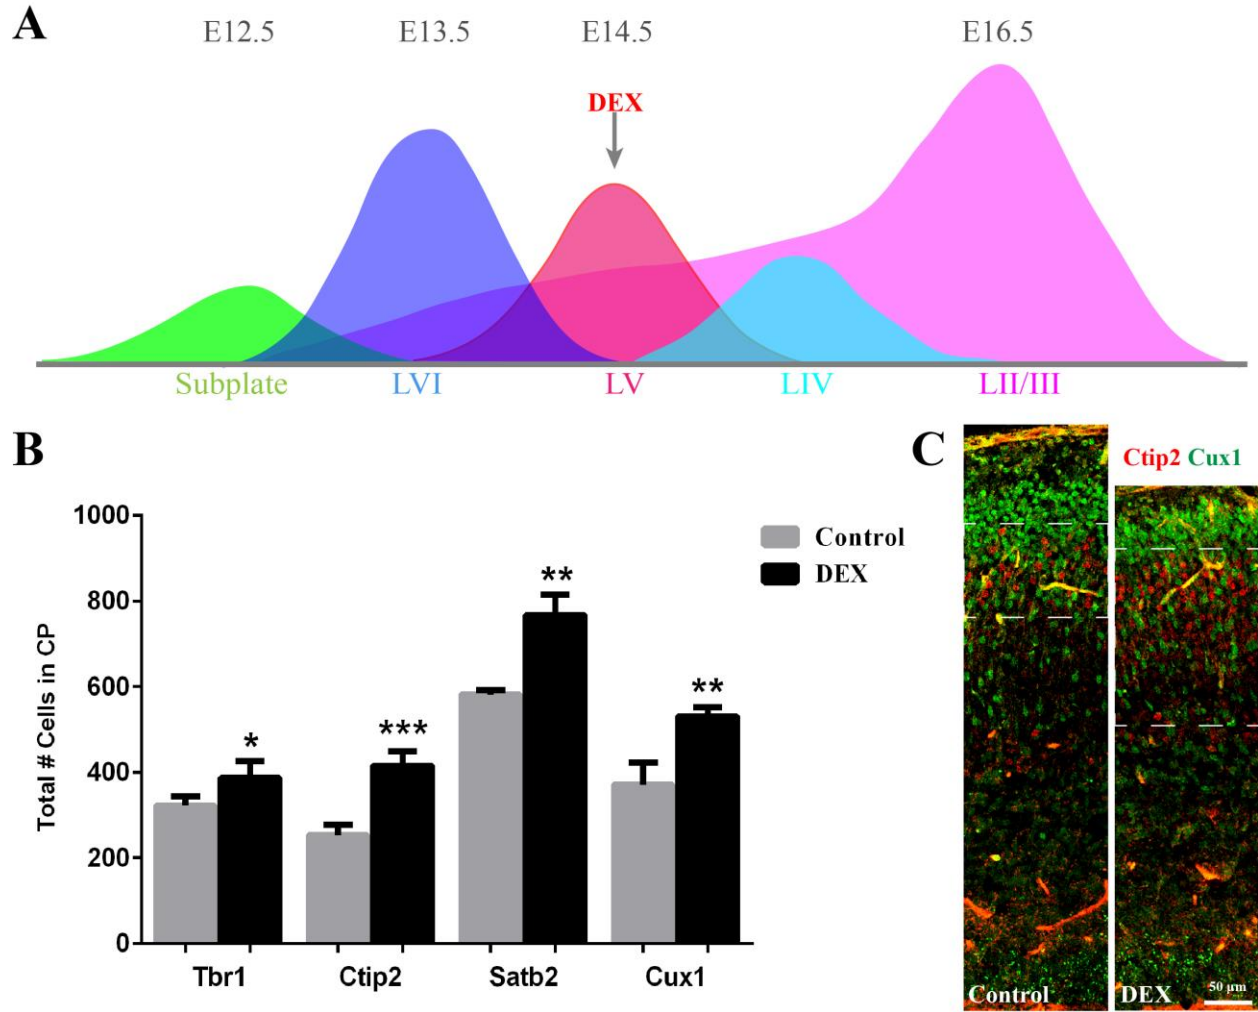 A
E12.5 E13.5 E14.5 E16.5
DEX
Subplate LVI LV LIV LII/III
B
Total # Cells in CP
1000
800
600
400
200
0
* *** ** **
Control
DEX
Tbr1 Ctip2 Satb2 Cux1
C
Ctip2 Cux1
Control
DEX
50 μm